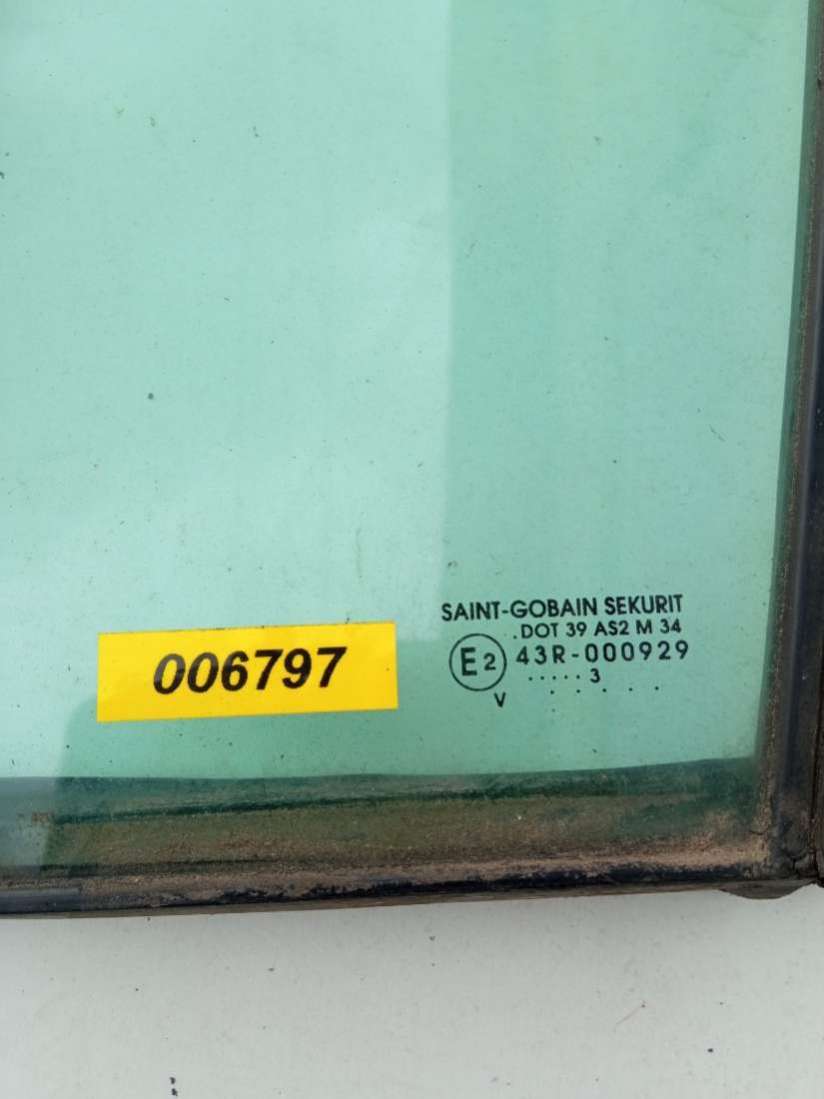 006797
SAINT-GOBAIN SEKURIT
.DOT 39 AS2 M 34
E2 43R-000929
.....3
V . . . . .